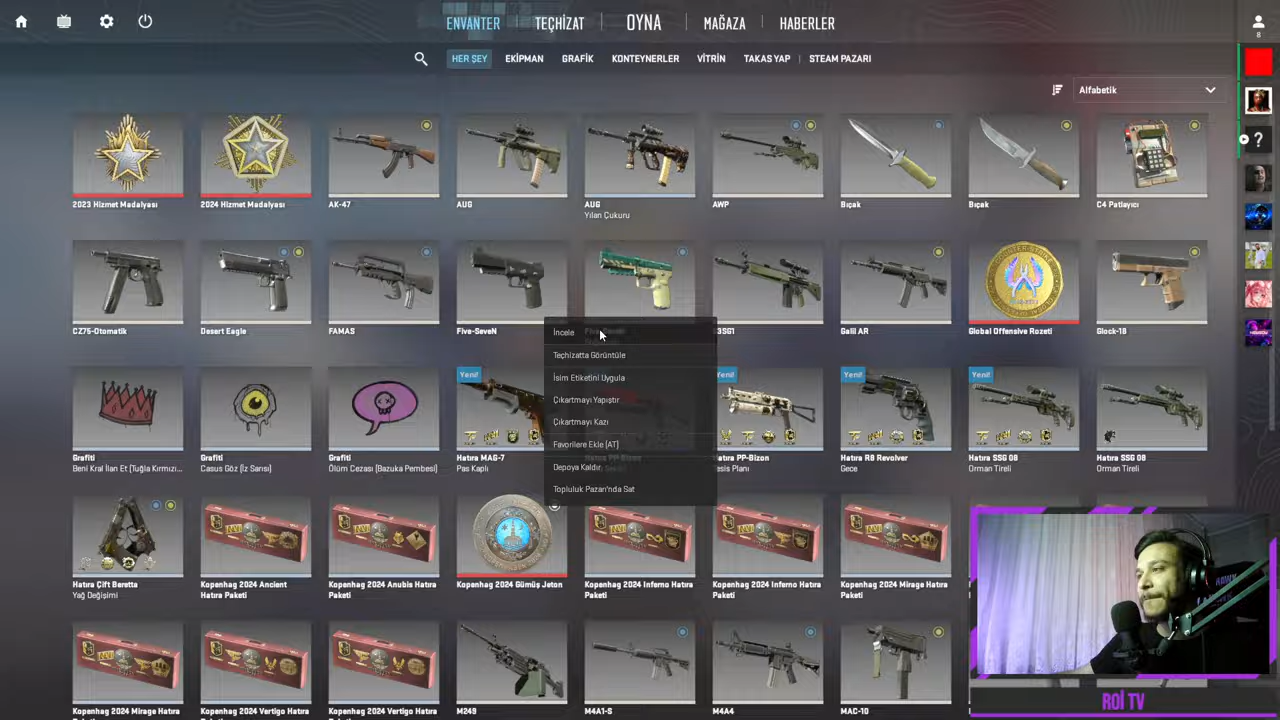 ENVANTER
TEÇHİZAT
OYNA
MAĞAZA
HABERLER
8
HER ŞEY
EKİPMAN
GRAFİK
KONTEYNERLER
VİTRİN
TAKAS YAP
STEAM PAZARI
Alfabetik
2023 Hizmet Madalyası
2024 Hizmet Madalyası
AK-47
AUG
AUG
Yılan Çukuru
AWP
Bıçak
Bıçak
C4 Patlayıcı
CZ75-Otomatik
Desert Eagle
FAMAS
Five-SeveN
G3SG1
Galil AR
Global Offensive Rozeti
Glock-18
İncele
Teçhizatta Görüntüle
İsim Etiketini Uygula
Çıkartmayı Yapıştır
Çıkartmayı Kazı
Favorilere Ekle (AT)
Depoya Kaldır
Topluluk Pazarı'nda Sat
Grafiti
Beni Kral İlan Et (Tuğla Kırmızı...
Grafiti
Casus Göz (İz Sarısı)
Grafiti
Ölüm Cezası (Bazuka Pembesi)
Yeni!
Hatıra MAG-7
Pas Kaplı
Yeni!
Hatıra PP-Bizon
Tesis Planı
Yeni!
Hatıra R8 Revolver
Gece
Yeni!
Hatıra SSG 08
Orman Tireli
Hatıra SSG 08
Orman Tireli
Hatıra Çift Beretta
Yağ Değişimi
Kopenhag 2024 Ancient
Hatıra Paketi
Kopenhag 2024 Anubis Hatıra
Paketi
Kopenhag 2024 Gümüş Jeton
Kopenhag 2024 Inferno Hatıra
Paketi
Kopenhag 2024 Inferno Hatıra
Paketi
Kopenhag 2024 Mirage Hatıra
Paketi
Kopenhag 2024 Mirage Hatıra
Kopenhag 2024 Vertigo Hatıra
Kopenhag 2024 Vertigo Hatıra
M249
M4A1-S
M4A4
MAC-10
ROİ TV